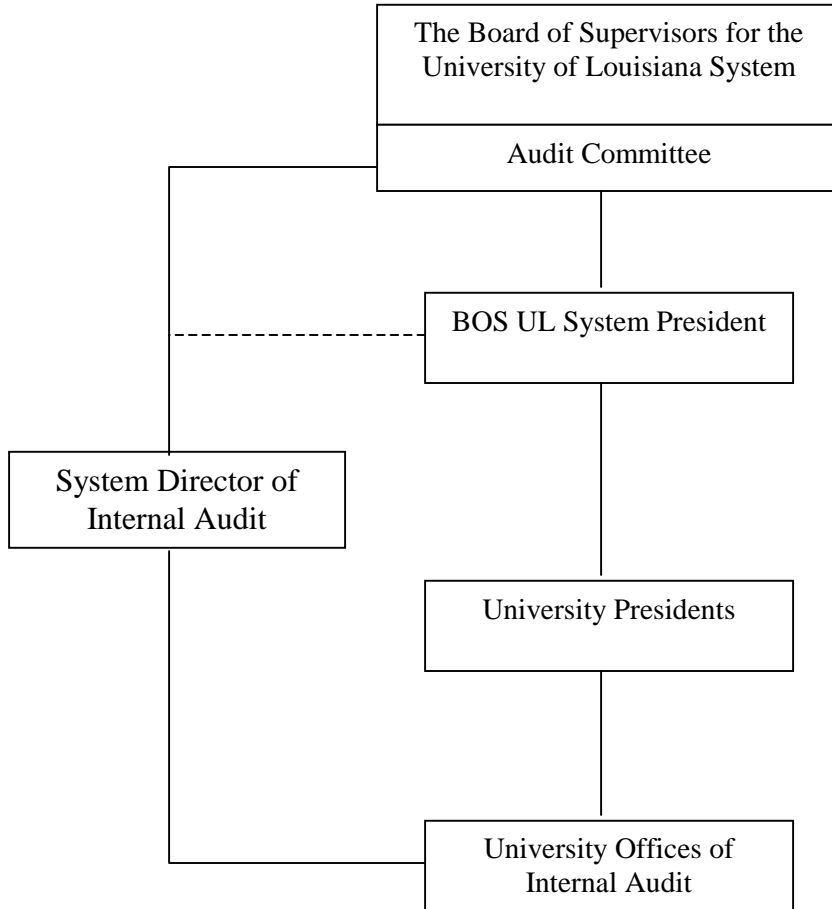 The Board of Supervisors for the
University of Louisiana System
Audit Committee
BOS UL System President
System Director of
Internal Audit
University Presidents
University Offices of
Internal Audit